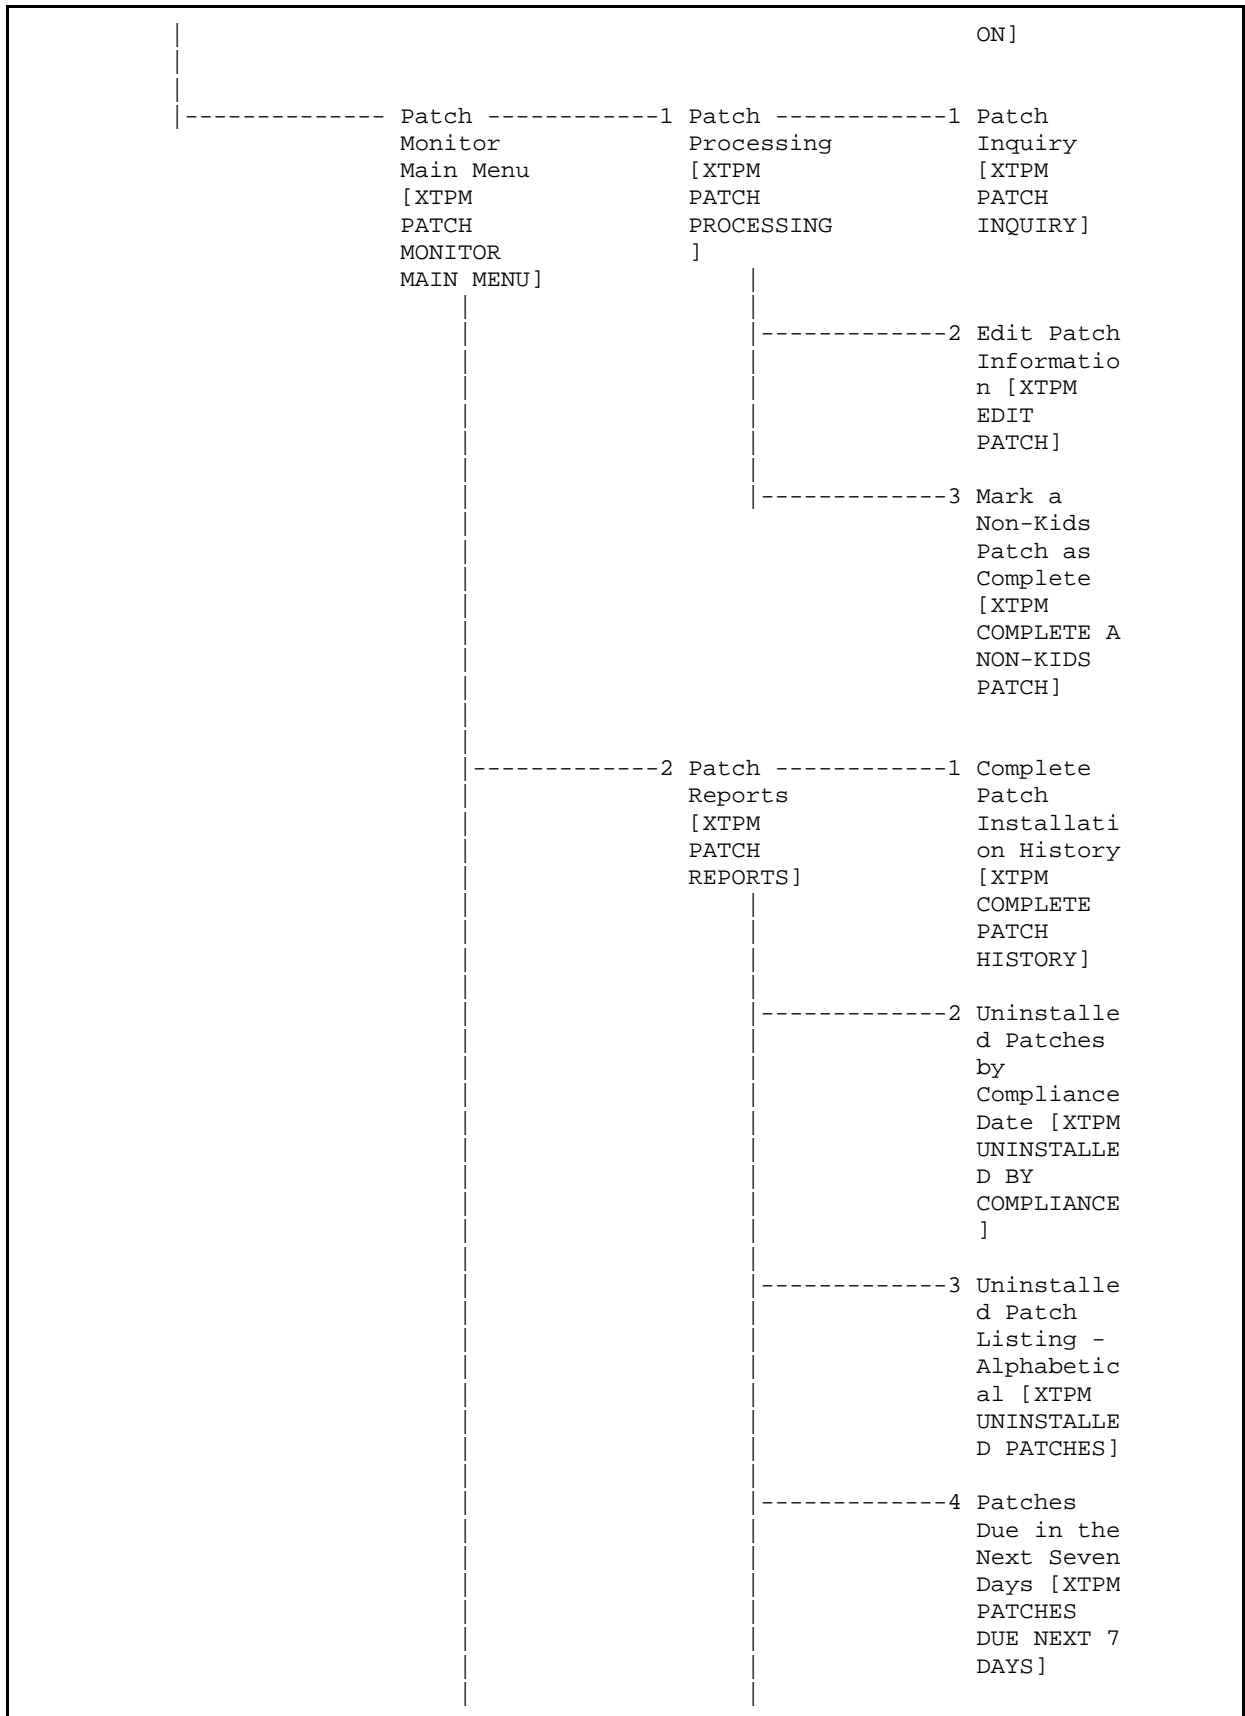 ON]
|-------------- Patch ------------1 Patch ------------1 Patch
Monitor Processing Inquiry
Main Menu [XTPM [XTPM
[XTPM PATCH PATCH
PATCH PROCESSING INQUIRY]
MONITOR ]
MAIN MENU]
|-------------2 Edit Patch
Informatio
n [XTPM
EDIT
PATCH]
|-------------3 Mark a
Non-Kids
Patch as
Complete
[XTPM
COMPLETE A
NON-KIDS
PATCH]
|-------------2 Patch ------------1 Complete
Reports Patch
[XTPM Installati
PATCH on History
REPORTS] [XTPM
COMPLETE
PATCH
HISTORY]
|-------------2 Uninstalle
d Patches
by
Compliance
Date [XTPM
UNINSTALLE
D BY
COMPLIANCE
]
|-------------3 Uninstalle
d Patch
Listing -
Alphabetic
al [XTPM
UNINSTALLE
D PATCHES]
|-------------4 Patches
Due in the
Next Seven
Days [XTPM
PATCHES
DUE NEXT 7
DAYS]